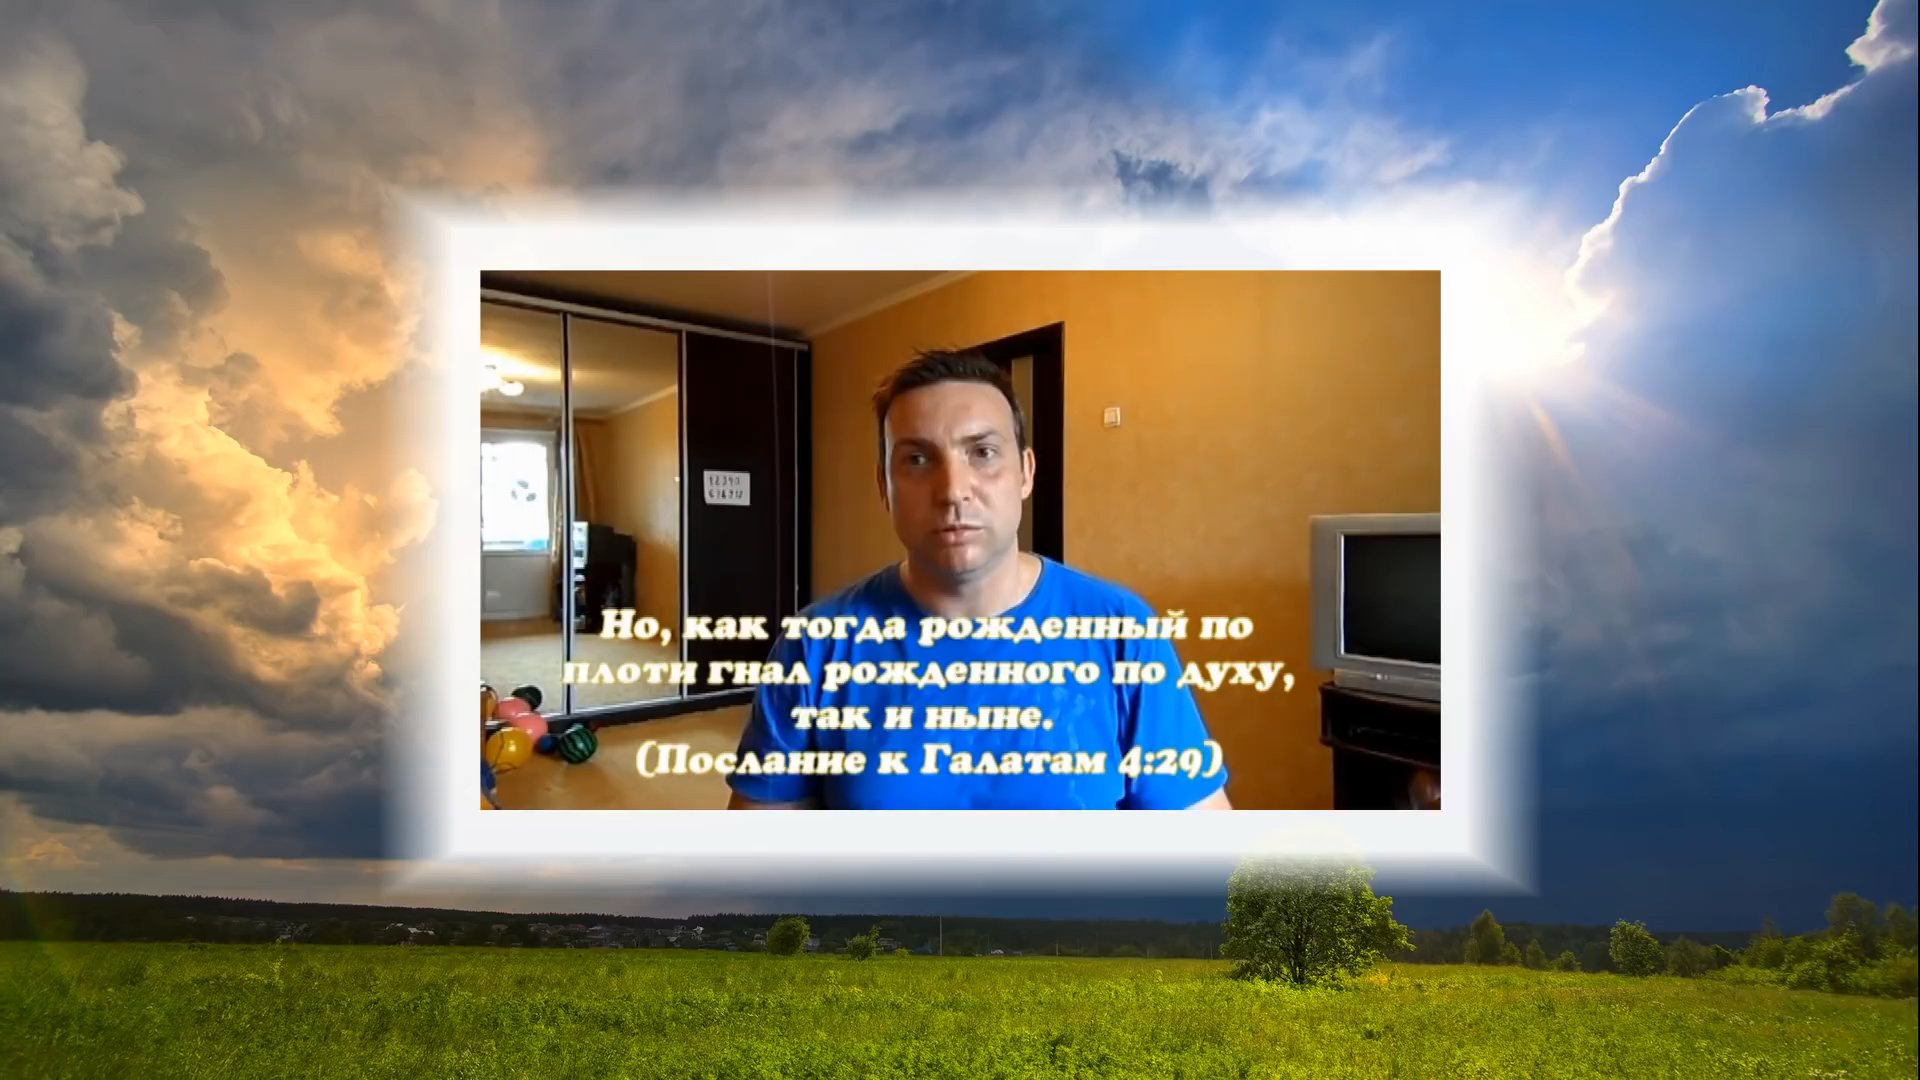 Но, как тогда рожденный по
плоти гнал рожденного по духу,
так и ныне.
(Послание к Галатам 4:29)